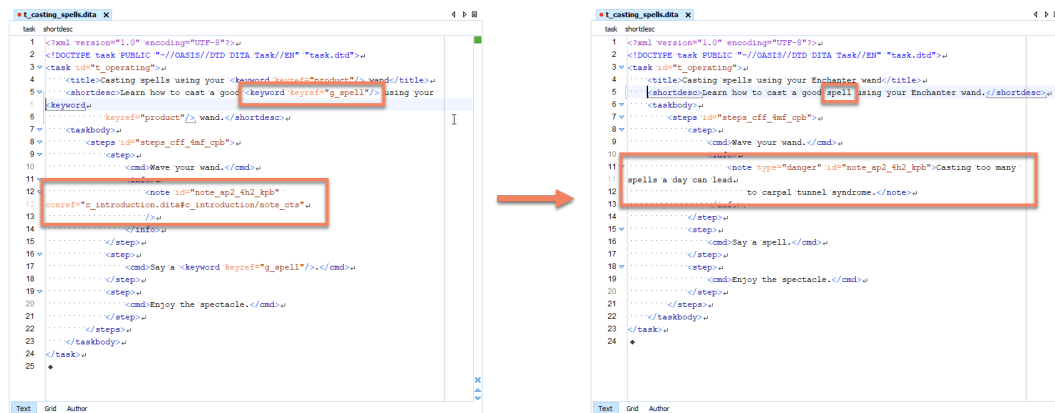 t_casting_spells.dita
task shortdesc
1 <?xml version="1.0" encoding="UTF-8"?>
2 <!DOCTYPE task PUBLIC "-//OASIS//DTD DITA Task//EN" "task.dtd">
3 <task id="t_operating">
4 <title>Casting spells using your <keyword keyref="product"/> wand</title>
5 <shortdesc>Learn how to cast a good <keyword keyref="g_spell"/> using your
5 <keyword
6 keyref="product"/> wand.</shortdesc>
7 <taskbody>
8 <steps id="steps_cff_4mf_cpb">
9 <step>
10 <cmd>Wave your wand.</cmd>
11 <info>
12 <note id="note_ap2_4h2_kpb"
12 conref="c_introduction.dita#c_introduction/note_cts"
13 />
14 </info>
15 </step>
16 <step>
17 <cmd>Say a <keyword keyref="g_spell"/>.</cmd>
18 </step>
19 <step>
20 <cmd>Enjoy the spectacle.</cmd>
21 </step>
22 </steps>
23 </taskbody>
24 </task>
25
Text Grid Author
t_casting_spells.dita
task shortdesc
1 <?xml version="1.0" encoding="UTF-8"?>
2 <!DOCTYPE task PUBLIC "-//OASIS//DTD DITA Task//EN" "task.dtd">
3 <task id="t_operating">
4 <title>Casting spells using your Enchanter wand</title>
5 <shortdesc>Learn how to cast a good spell using your Enchanter wand.</shortdesc>
6 <taskbody>
7 <steps id="steps_cff_4mf_cpb">
8 <step>
9 <cmd>Wave your wand.</cmd>
10 <info>
11 <note type="danger" id="note_ap2_4h2_kpb">Casting too many
spells a day can lead
12 to carpal tunnel syndrome.</note>
13 </info>
14 </step>
15 <step>
16 <cmd>Say a spell.</cmd>
17 </step>
18 <step>
19 <cmd>Enjoy the spectacle.</cmd>
20 </step>
21 </steps>
22 </taskbody>
23 </task>
24
Text Grid Author